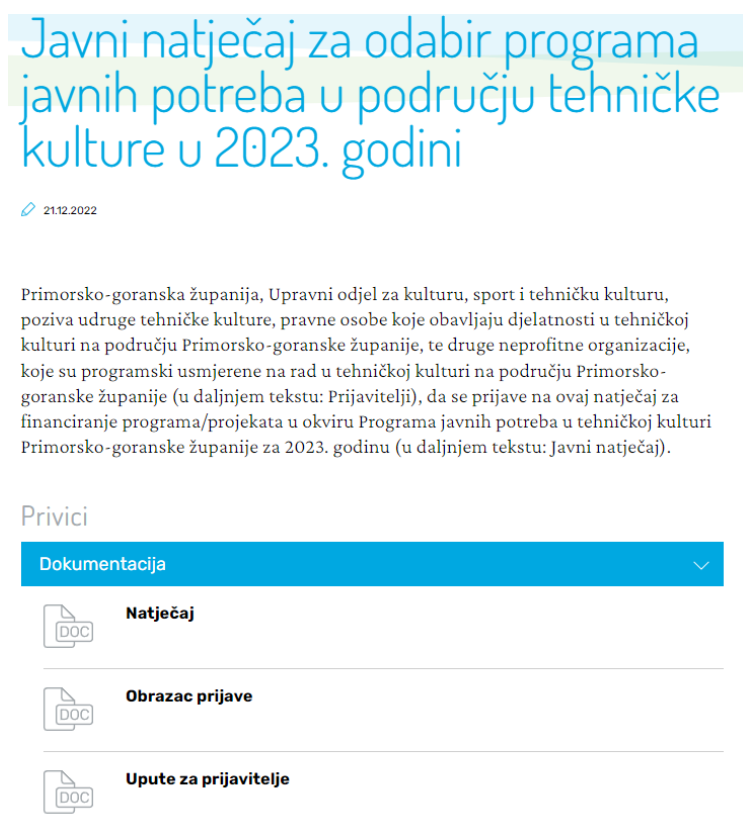 Javni natječaj za odabir programa
javnih potreba u području tehničke
kulture u 2023. godini
21.12.2022
Primorsko-goranska županija, Upravni odjel za kulturu, sport i tehničku kulturu,
poziva udruge tehničke kulture, pravne osobe koje obavljaju djelatnosti u tehničkoj
kulturi na području Primorsko-goranske županije, te druge neprofitne organizacije,
koje su programski usmjerene na rad u tehničkoj kulturi na području Primorsko-
goranske županije (u daljnjem tekstu: Prijavitelji), da se prijave na ovaj natječaj za
financiranje programa/projekata u okviru Programa javnih potreba u tehničkoj kulturi
Primorsko-goranske županije za 2023. godinu (u daljnjem tekstu: Javni natječaj).
Privici
Dokumentacija
DOC Natječaj
DOC Obrazac prijave
DOC Upute za prijavitelje